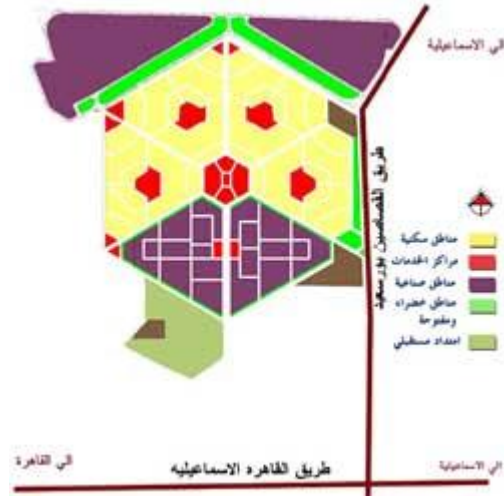 الي الاسماعيلية
طريق القصاصين بورسعيد
مناطق سكنية
مراكز الخدمات
مناطق صناعية
مناطق خضراء
ومفتوحة
امتداد مستقبلي
الي القاهرة
طريق القاهره الاسماعيليه
الي الاسماعيلية